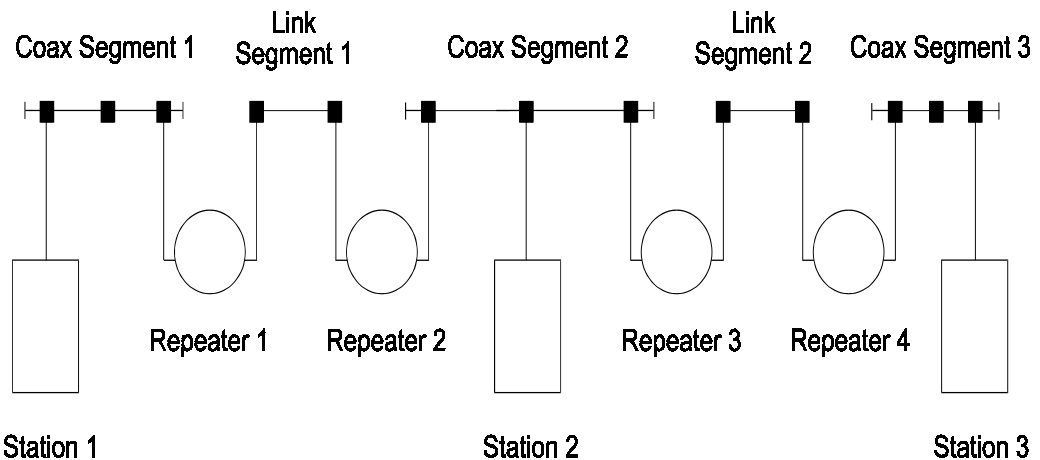 Coax Segment 1
Link
Segment 1
Coax Segment 2
Link
Segment 2
Coax Segment 3
Repeater 1
Repeater 2
Repeater 3
Repeater 4
Station 1
Station 2
Station 3